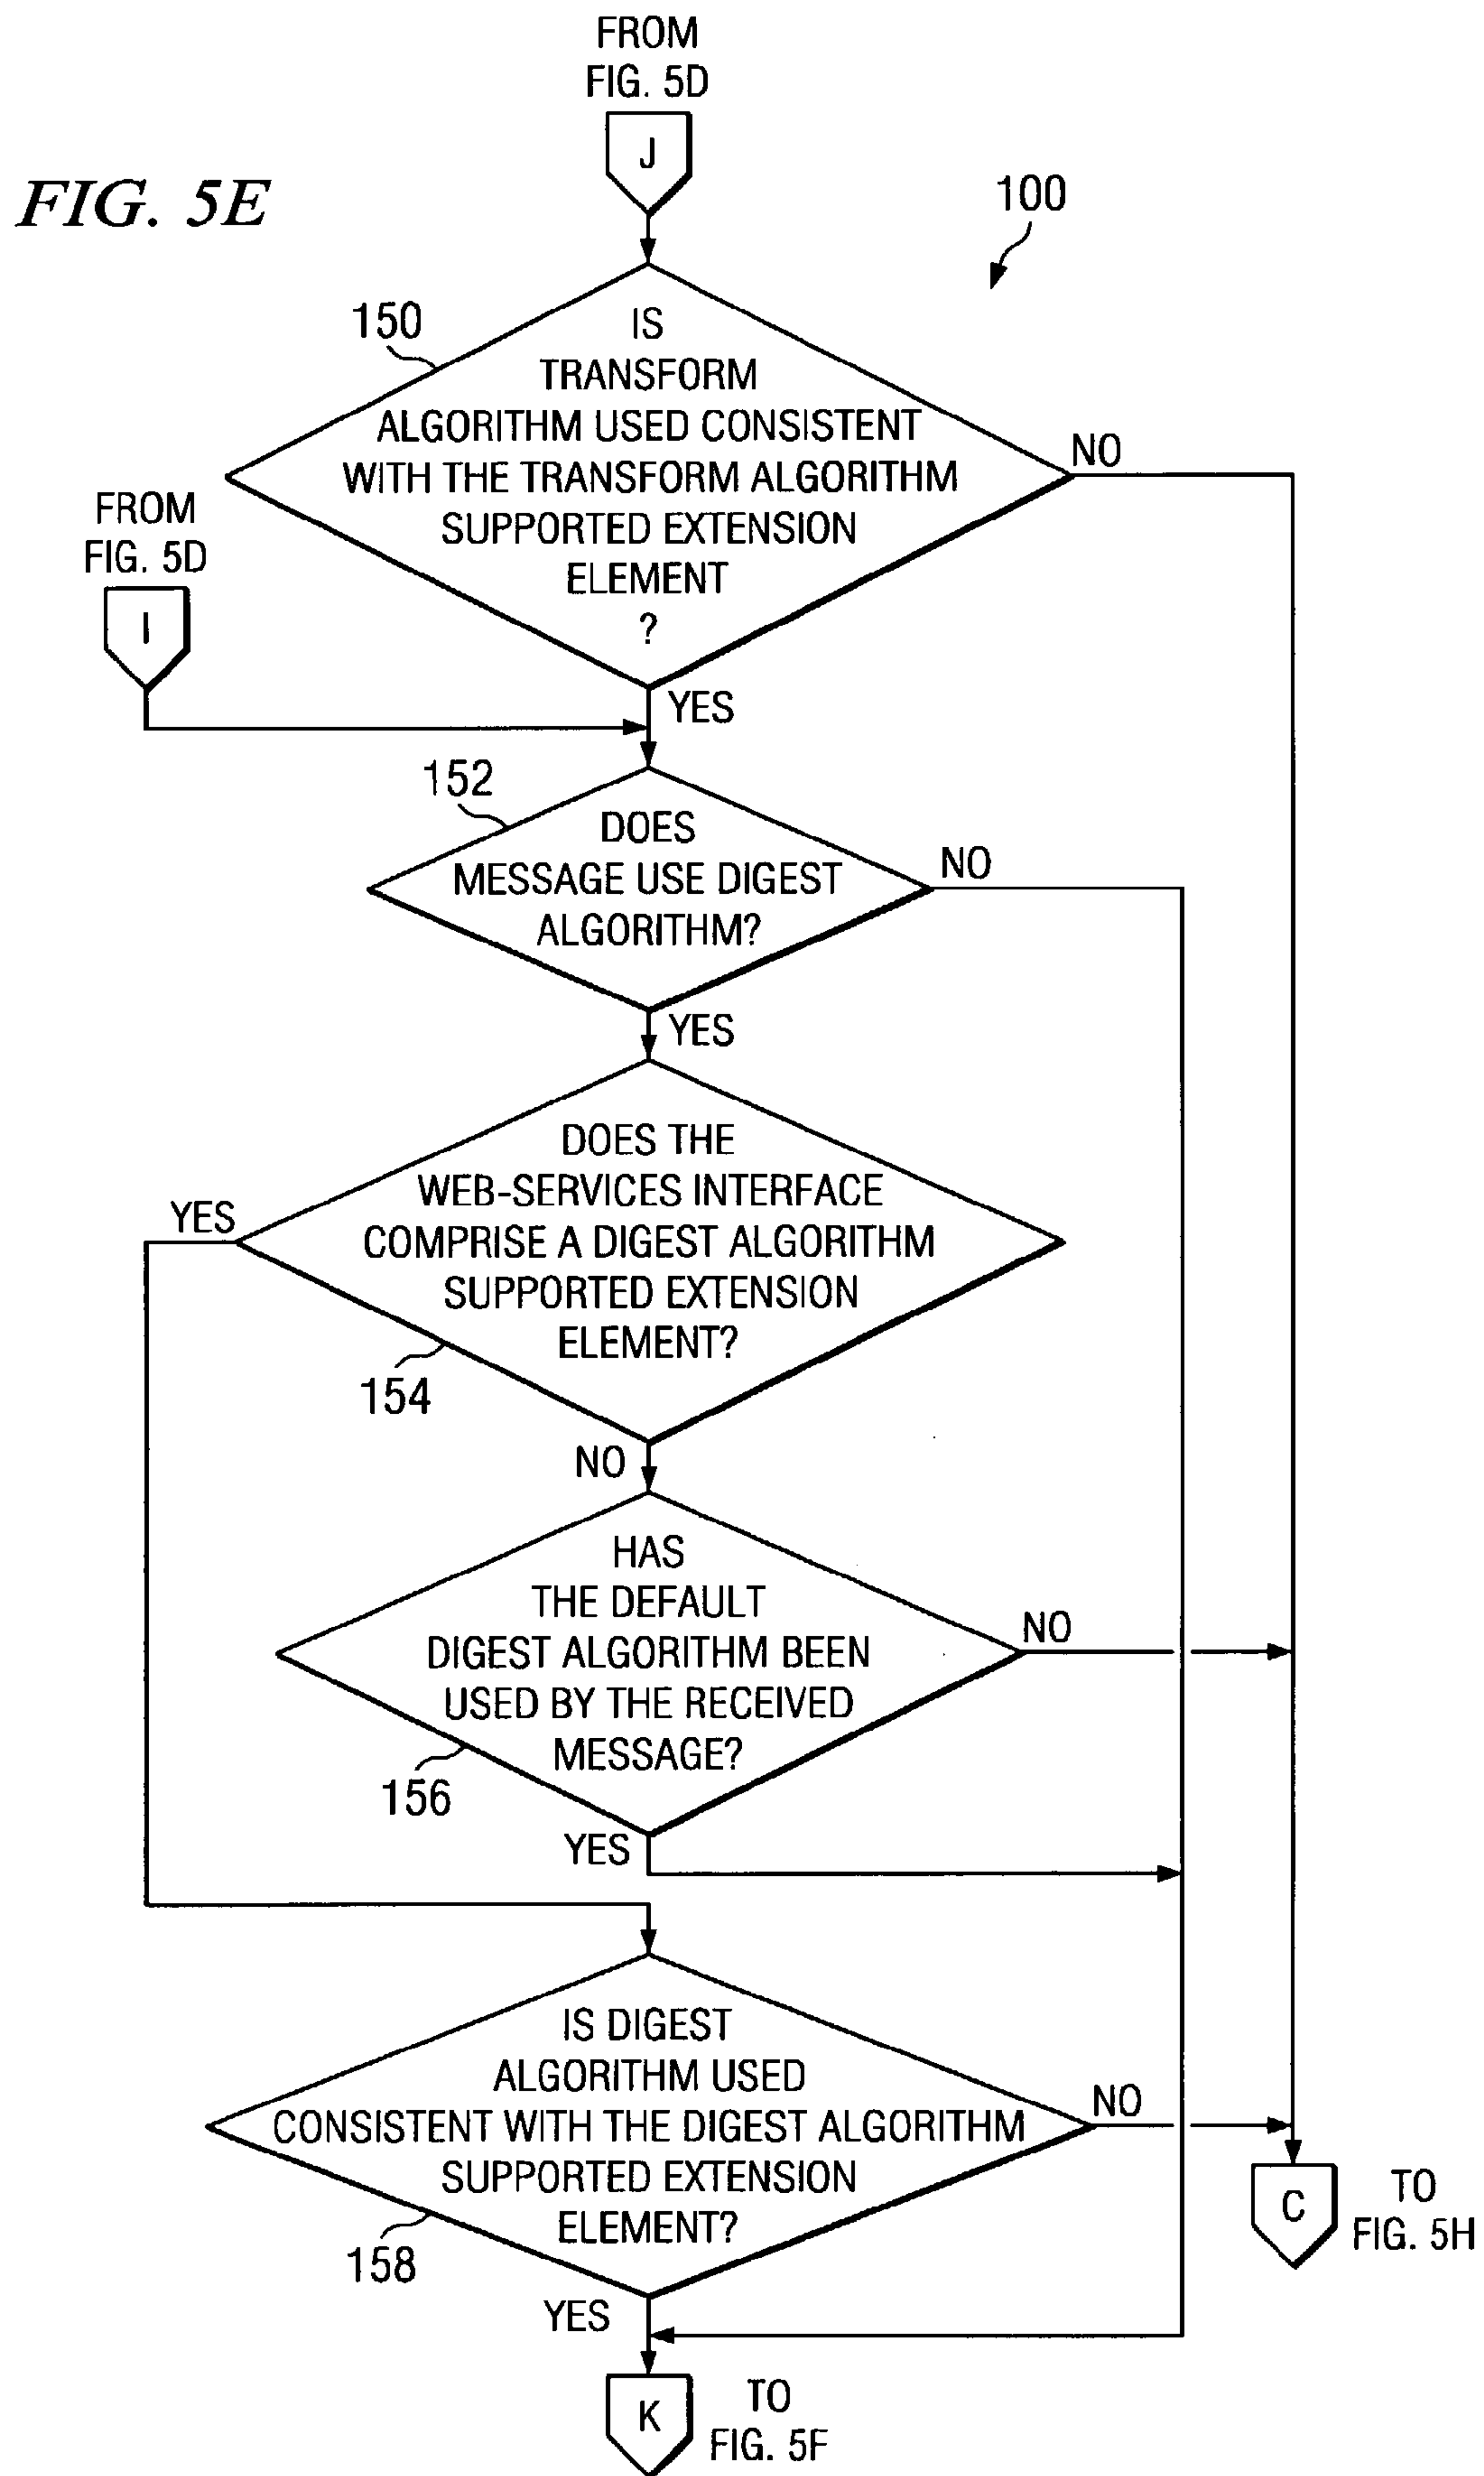 FROM
FIG. 5D
J
FIG. 5E
100
150
IS
TRANSFORM
ALGORITHM USED CONSISTENT
WITH THE TRANSFORM ALGORITHM
SUPPORTED EXTENSION
ELEMENT
?
NO
FROM
FIG. 5D
I
YES
152
DOES
MESSAGE USE DIGEST
ALGORITHM?
NO
YES
DOES THE
WEB-SERVICES INTERFACE
COMPRISE A DIGEST ALGORITHM
SUPPORTED EXTENSION
ELEMENT?
YES
154
NO
HAS
THE DEFAULT
DIGEST ALGORITHM BEEN
USED BY THE RECEIVED
MESSAGE?
NO
156
YES
IS DIGEST
ALGORITHM USED
CONSISTENT WITH THE DIGEST ALGORITHM
SUPPORTED EXTENSION
ELEMENT?
NO
158
C
TO
FIG. 5H
YES
K
TO
FIG. 5F